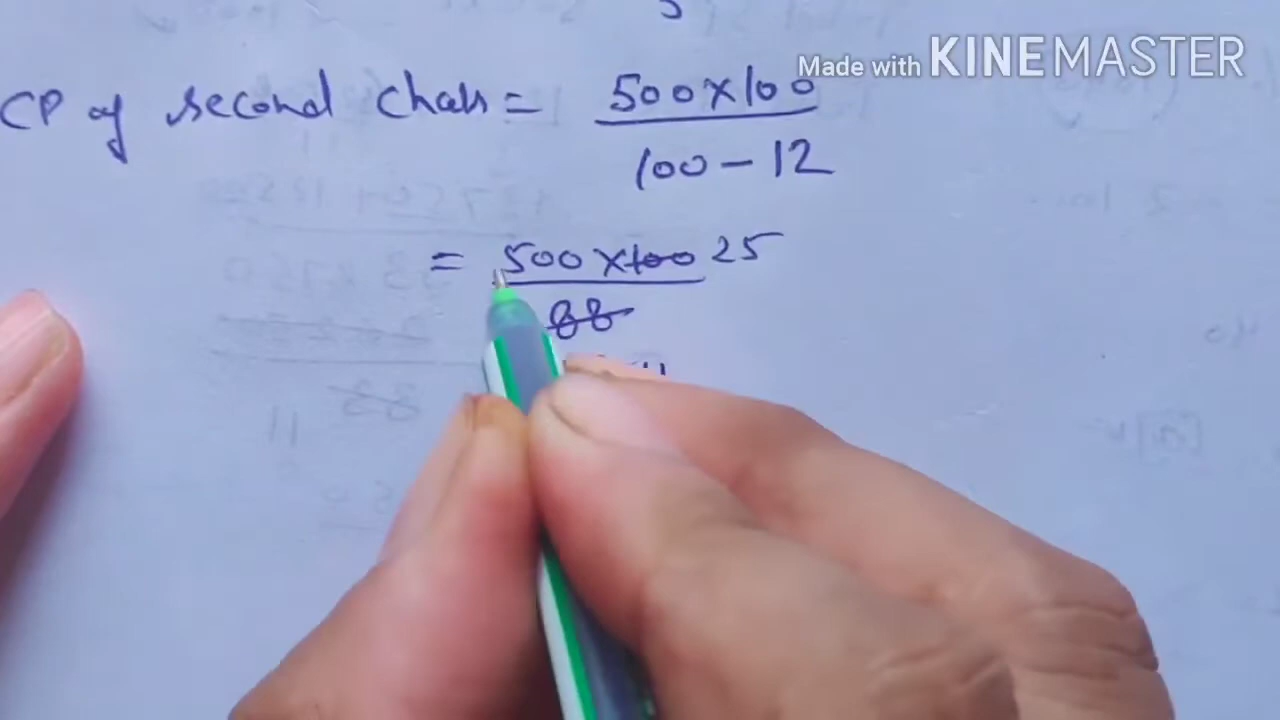 Made with KINEMASTER
CP of second Chair = 500×100
100 - 12
= 500×100 25
88